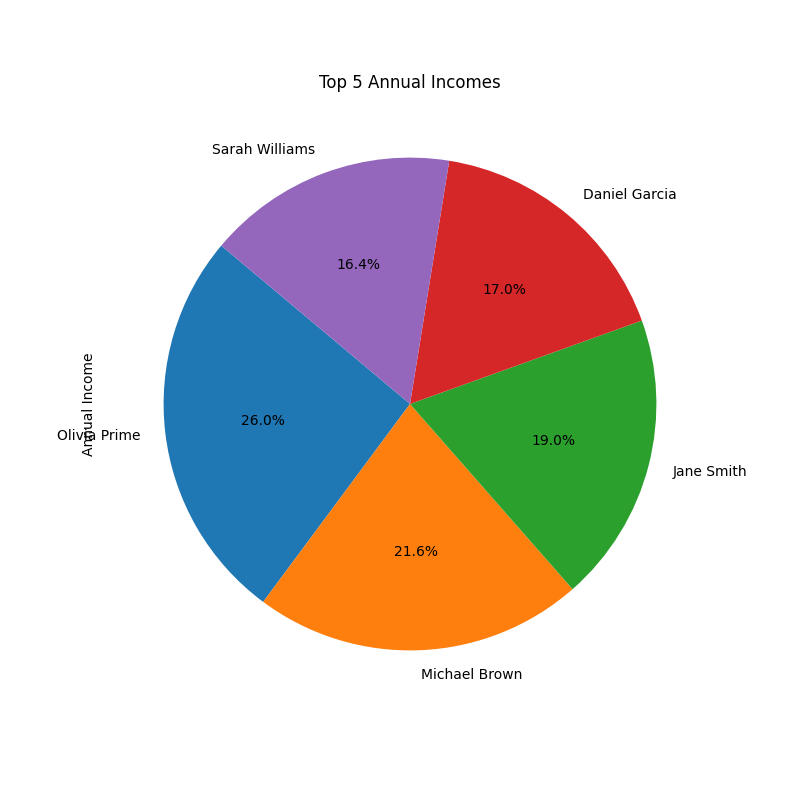 Top 5 Annual Incomes
Sarah Williams
Daniel Garcia
16.4%
17.0%
Annual Income
Olivia Prime
26.0%
19.0%
Jane Smith
21.6%
Michael Brown